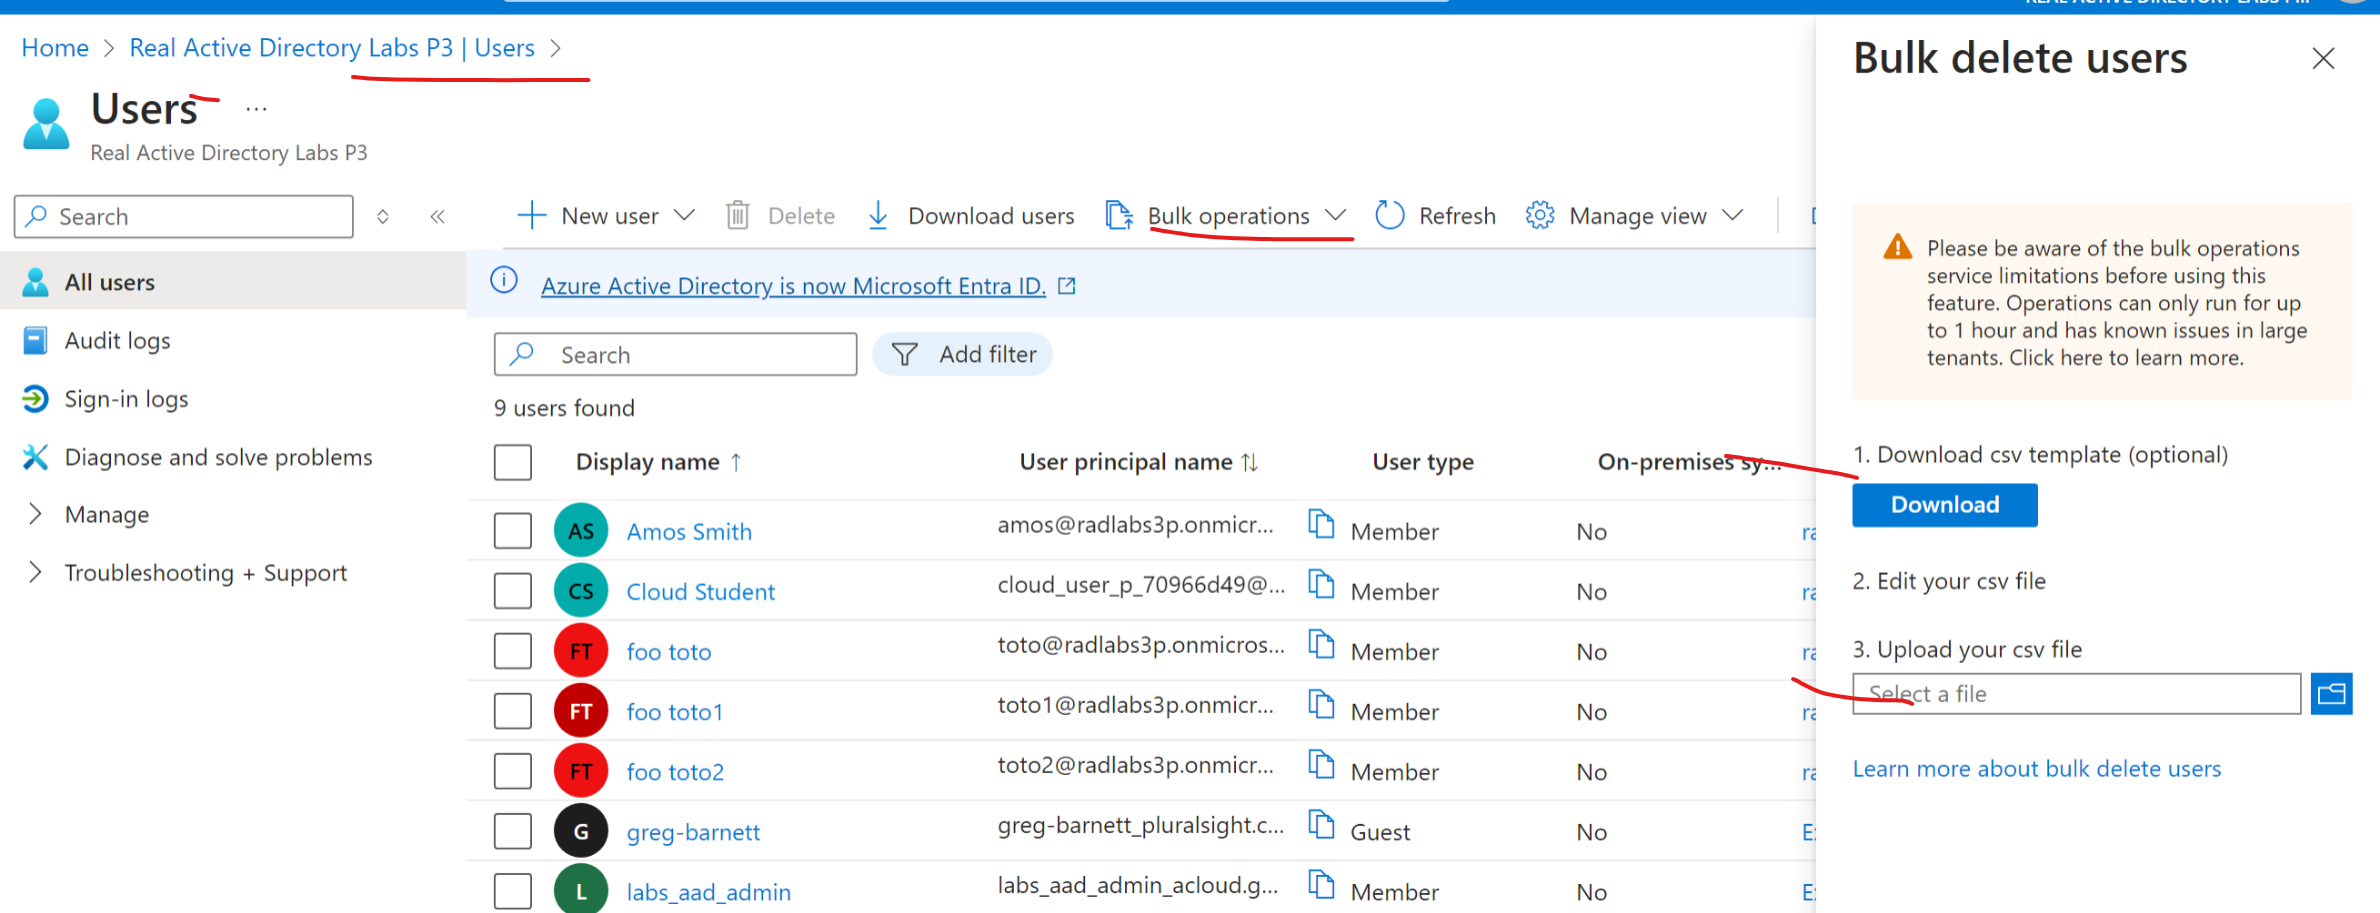 Home > Real Active Directory Labs P3 | Users >
Users ...
Real Active Directory Labs P3
Search
All users
Audit logs
Sign-in logs
Diagnose and solve problems
Manage
Troubleshooting + Support
New user Delete Download users Bulk operations Refresh Manage view
Azure Active Directory is now Microsoft Entra ID.
Search Add filter
9 users found
Display name ↑ User principal name ↑↓ User type On-premises sy...
AS Amos Smith amos@radlabs3p.onmicr... Member No ra
CS Cloud Student cloud_user_p_70966d49@... Member No ra
FT foo toto toto@radlabs3p.onmicros... Member No ra
FT foo toto1 toto1@radlabs3p.onmicr... Member No ra
FT foo toto2 toto2@radlabs3p.onmicr... Member No ra
G greg-barnett greg-barnett_pluralsight.c... Guest No
L labs_aad_admin labs_aad_admin_acloud.g... Member No
Bulk delete users
Please be aware of the bulk operations
service limitations before using this
feature. Operations can only run for up
to 1 hour and has known issues in large
tenants. Click here to learn more.
1. Download csv template (optional)
Download
2. Edit your csv file
3. Upload your csv file
Select a file
Learn more about bulk delete users